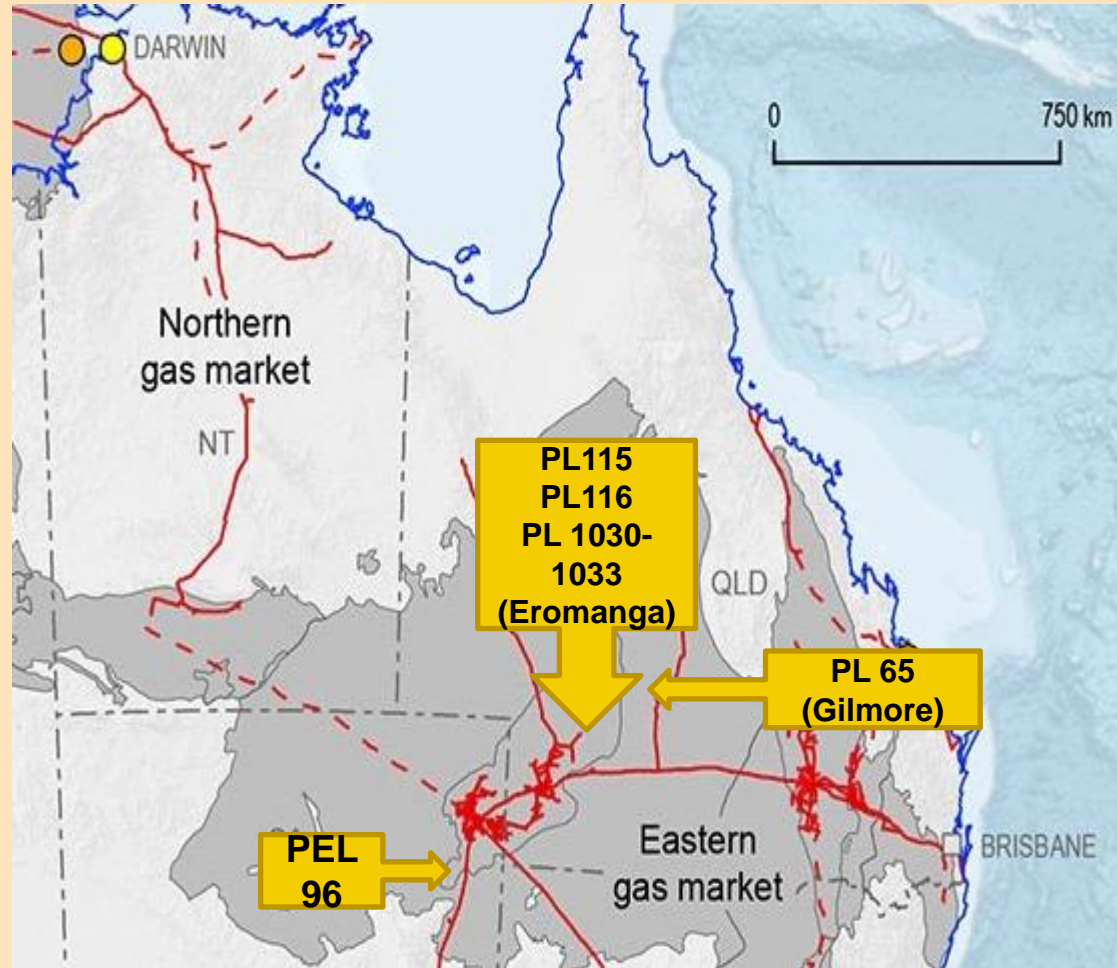 DARWIN
0 750 km
Northern
gas market
NT
PL115
PL116
PL 1030-
1033
(Eromanga)
QLD
PL 65
(Gilmore)
PEL
96
Eastern
gas market
BRISBANE